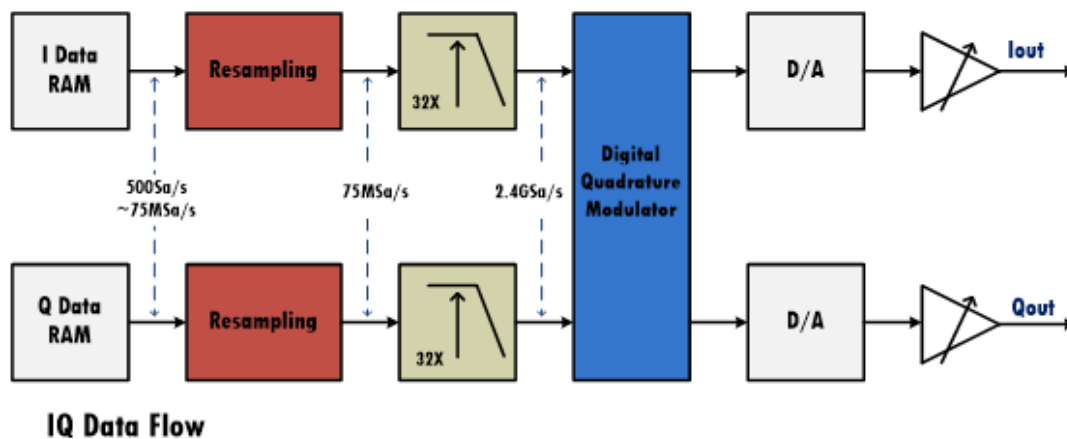 I Data
RAM
Resampling
32X
Iout
D/A
500Sa/s
~75MSa/s
75MSa/s
2.4GSa/s
Digital
Quadrature
Modulator
Q Data
RAM
Resampling
32X
D/A
Qout
IQ Data Flow